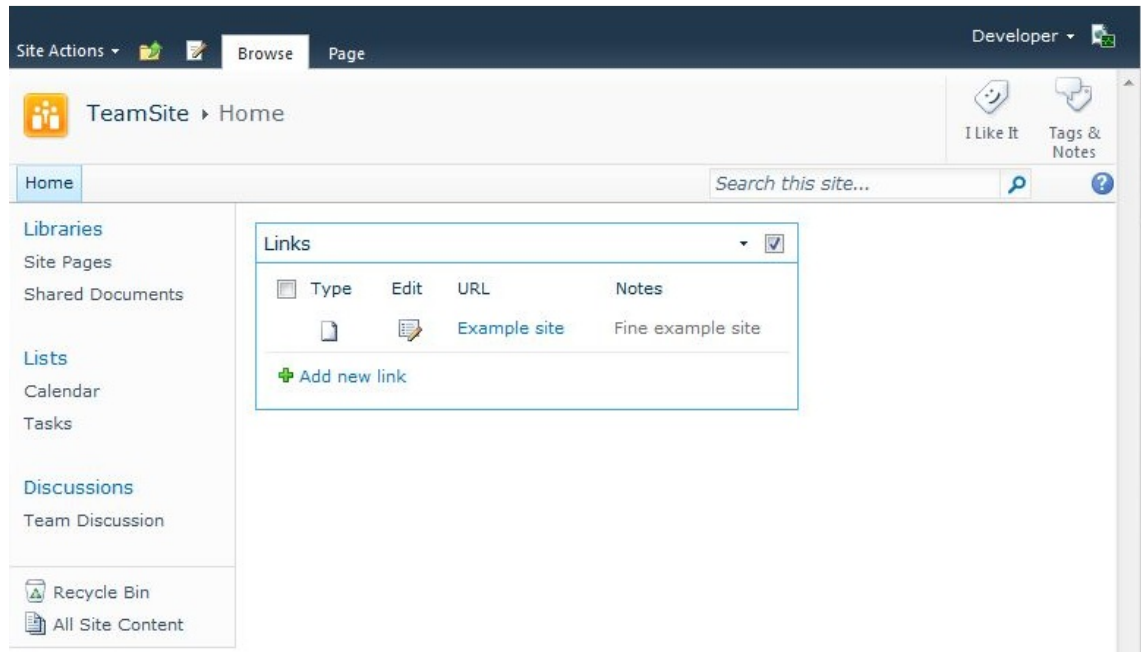 Developer
Site Actions Browse Page
TeamSite Home
I Like It Tags &
Notes
Home Search this site...
Libraries
Site Pages
Shared Documents
Lists
Calendar
Tasks
Discussions
Team Discussion
Recycle Bin
All Site Content
Links
Type Edit URL Notes
Example site Fine example site
Add new link